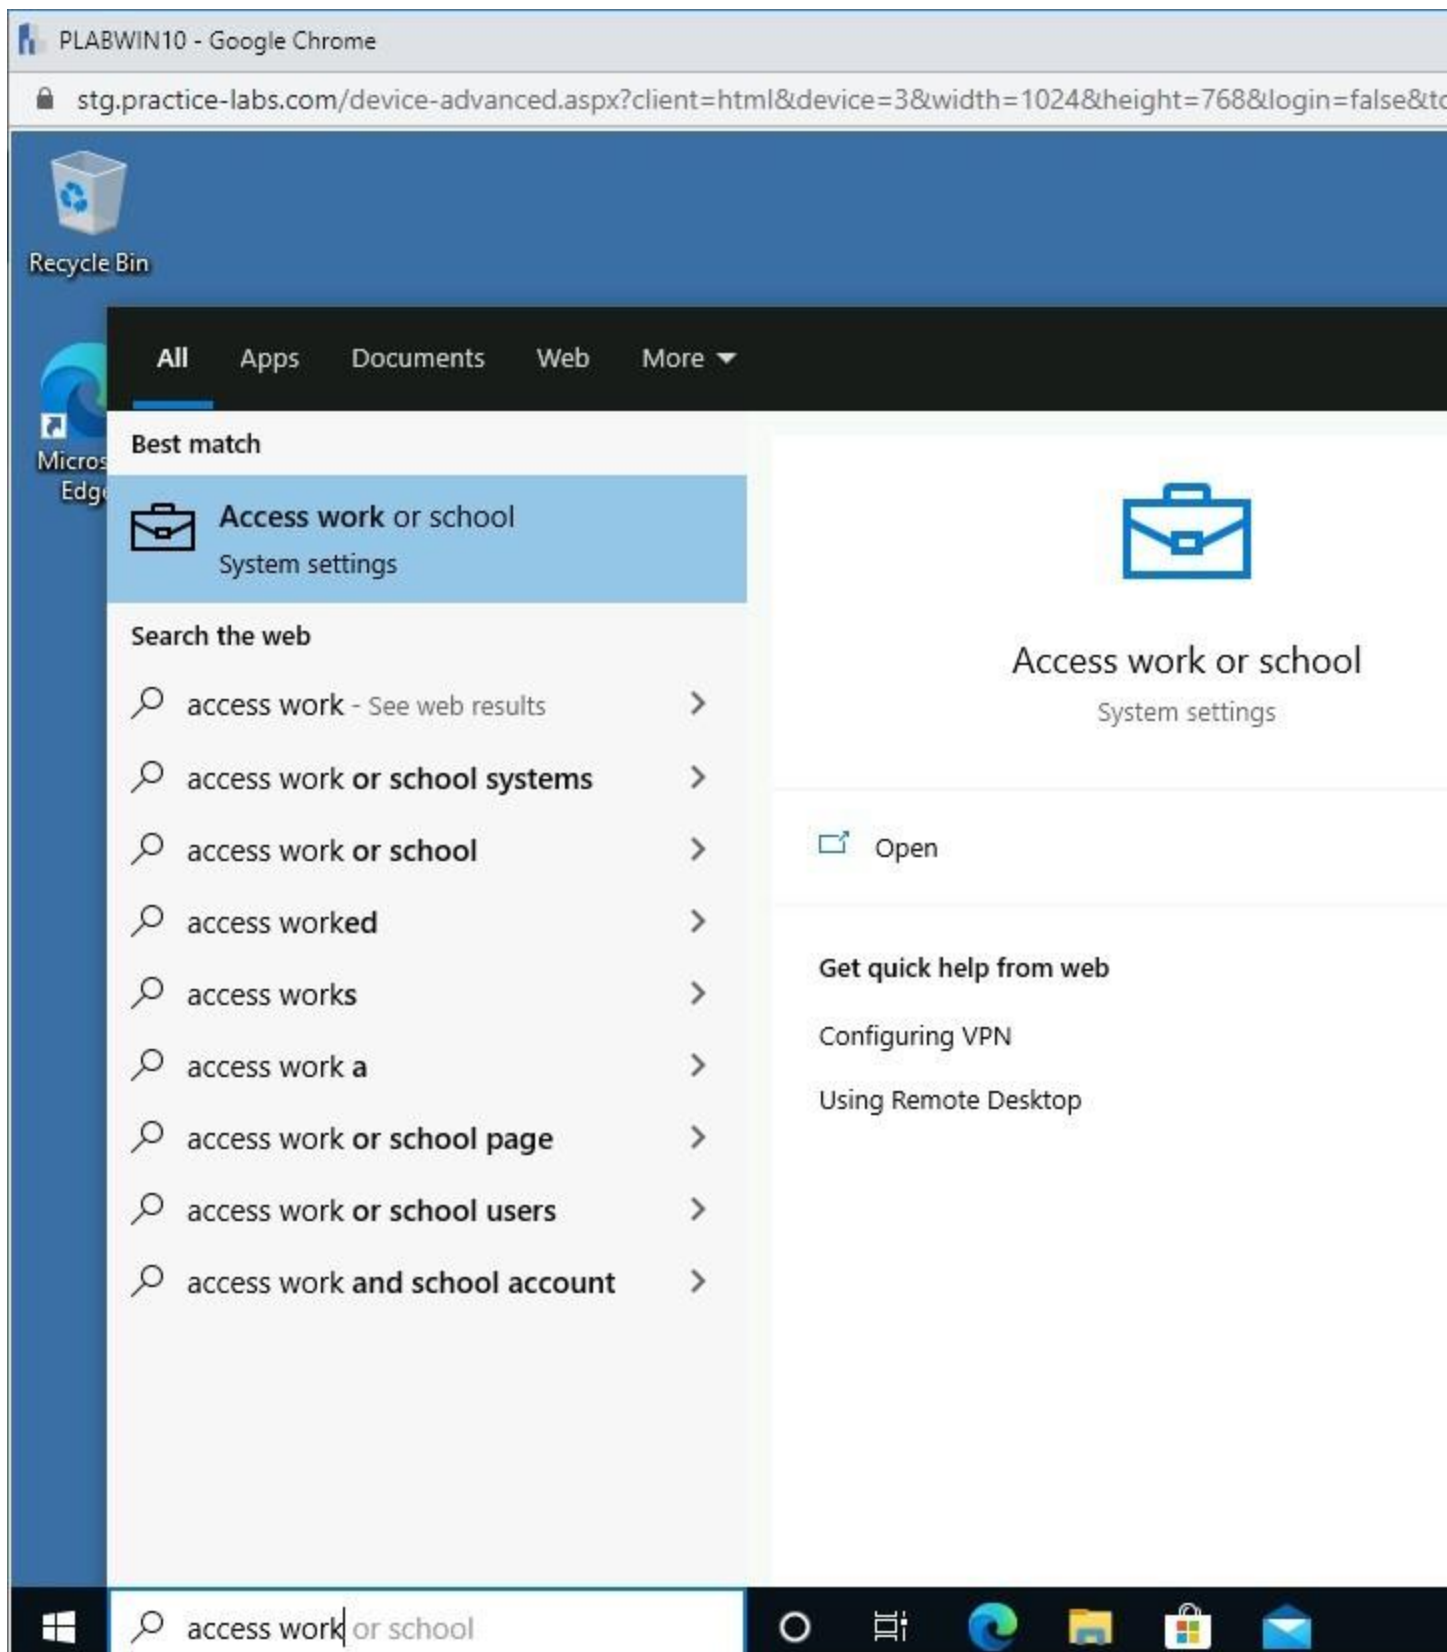 PLABWIN10 - Google Chrome
stg.practice-labs.com/device-advanced.aspx?client=html&device=3&width=1024&height=768&login=false&to
Recycle Bin
Micros
Edge
All Apps Documents Web More
Best match
Access work or school
System settings
Search the web
access work - See web results
access work or school systems
access work or school
access worked
access works
access work a
access work or school page
access work or school users
access work and school account
Access work or school
System settings
Open
Get quick help from web
Configuring VPN
Using Remote Desktop
access work or school